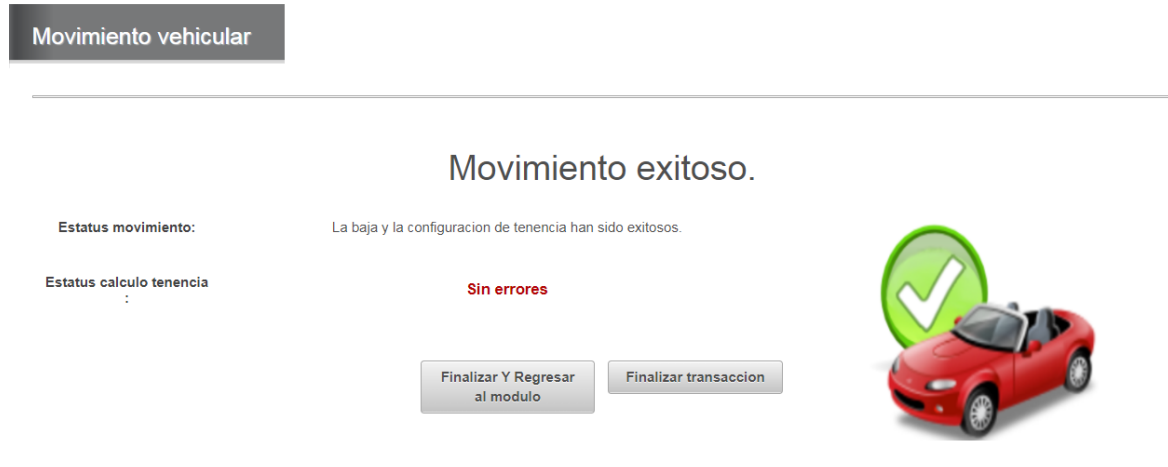 Movimiento vehicular
Movimiento exitoso.
Estatus movimiento:
La baja y la configuracion de tenencia han sido exitosos.
Estatus calculo tenencia
:
Sin errores
Finalizar Y Regresar
al modulo
Finalizar transaccion